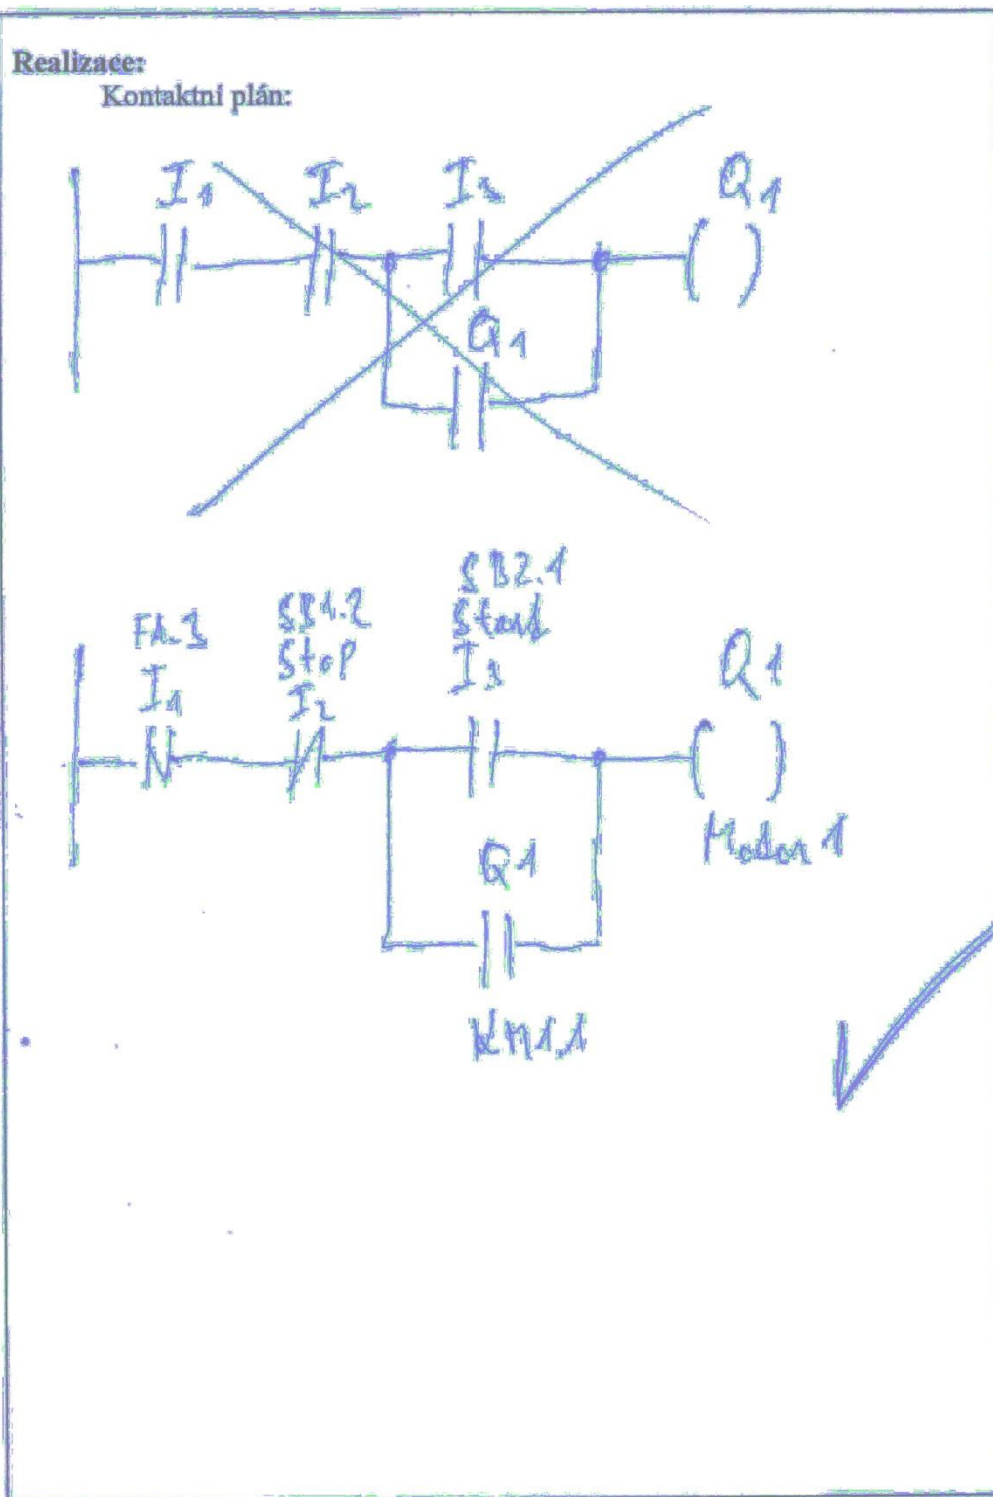 Realizace:
Kontaktní plán:
I1 I2 I3 Q1
Q1
FA.3 SB1.2 SB2.1
Stop Start
I1 I2 I3 Q1
Motor 1
Q1
KM1.1